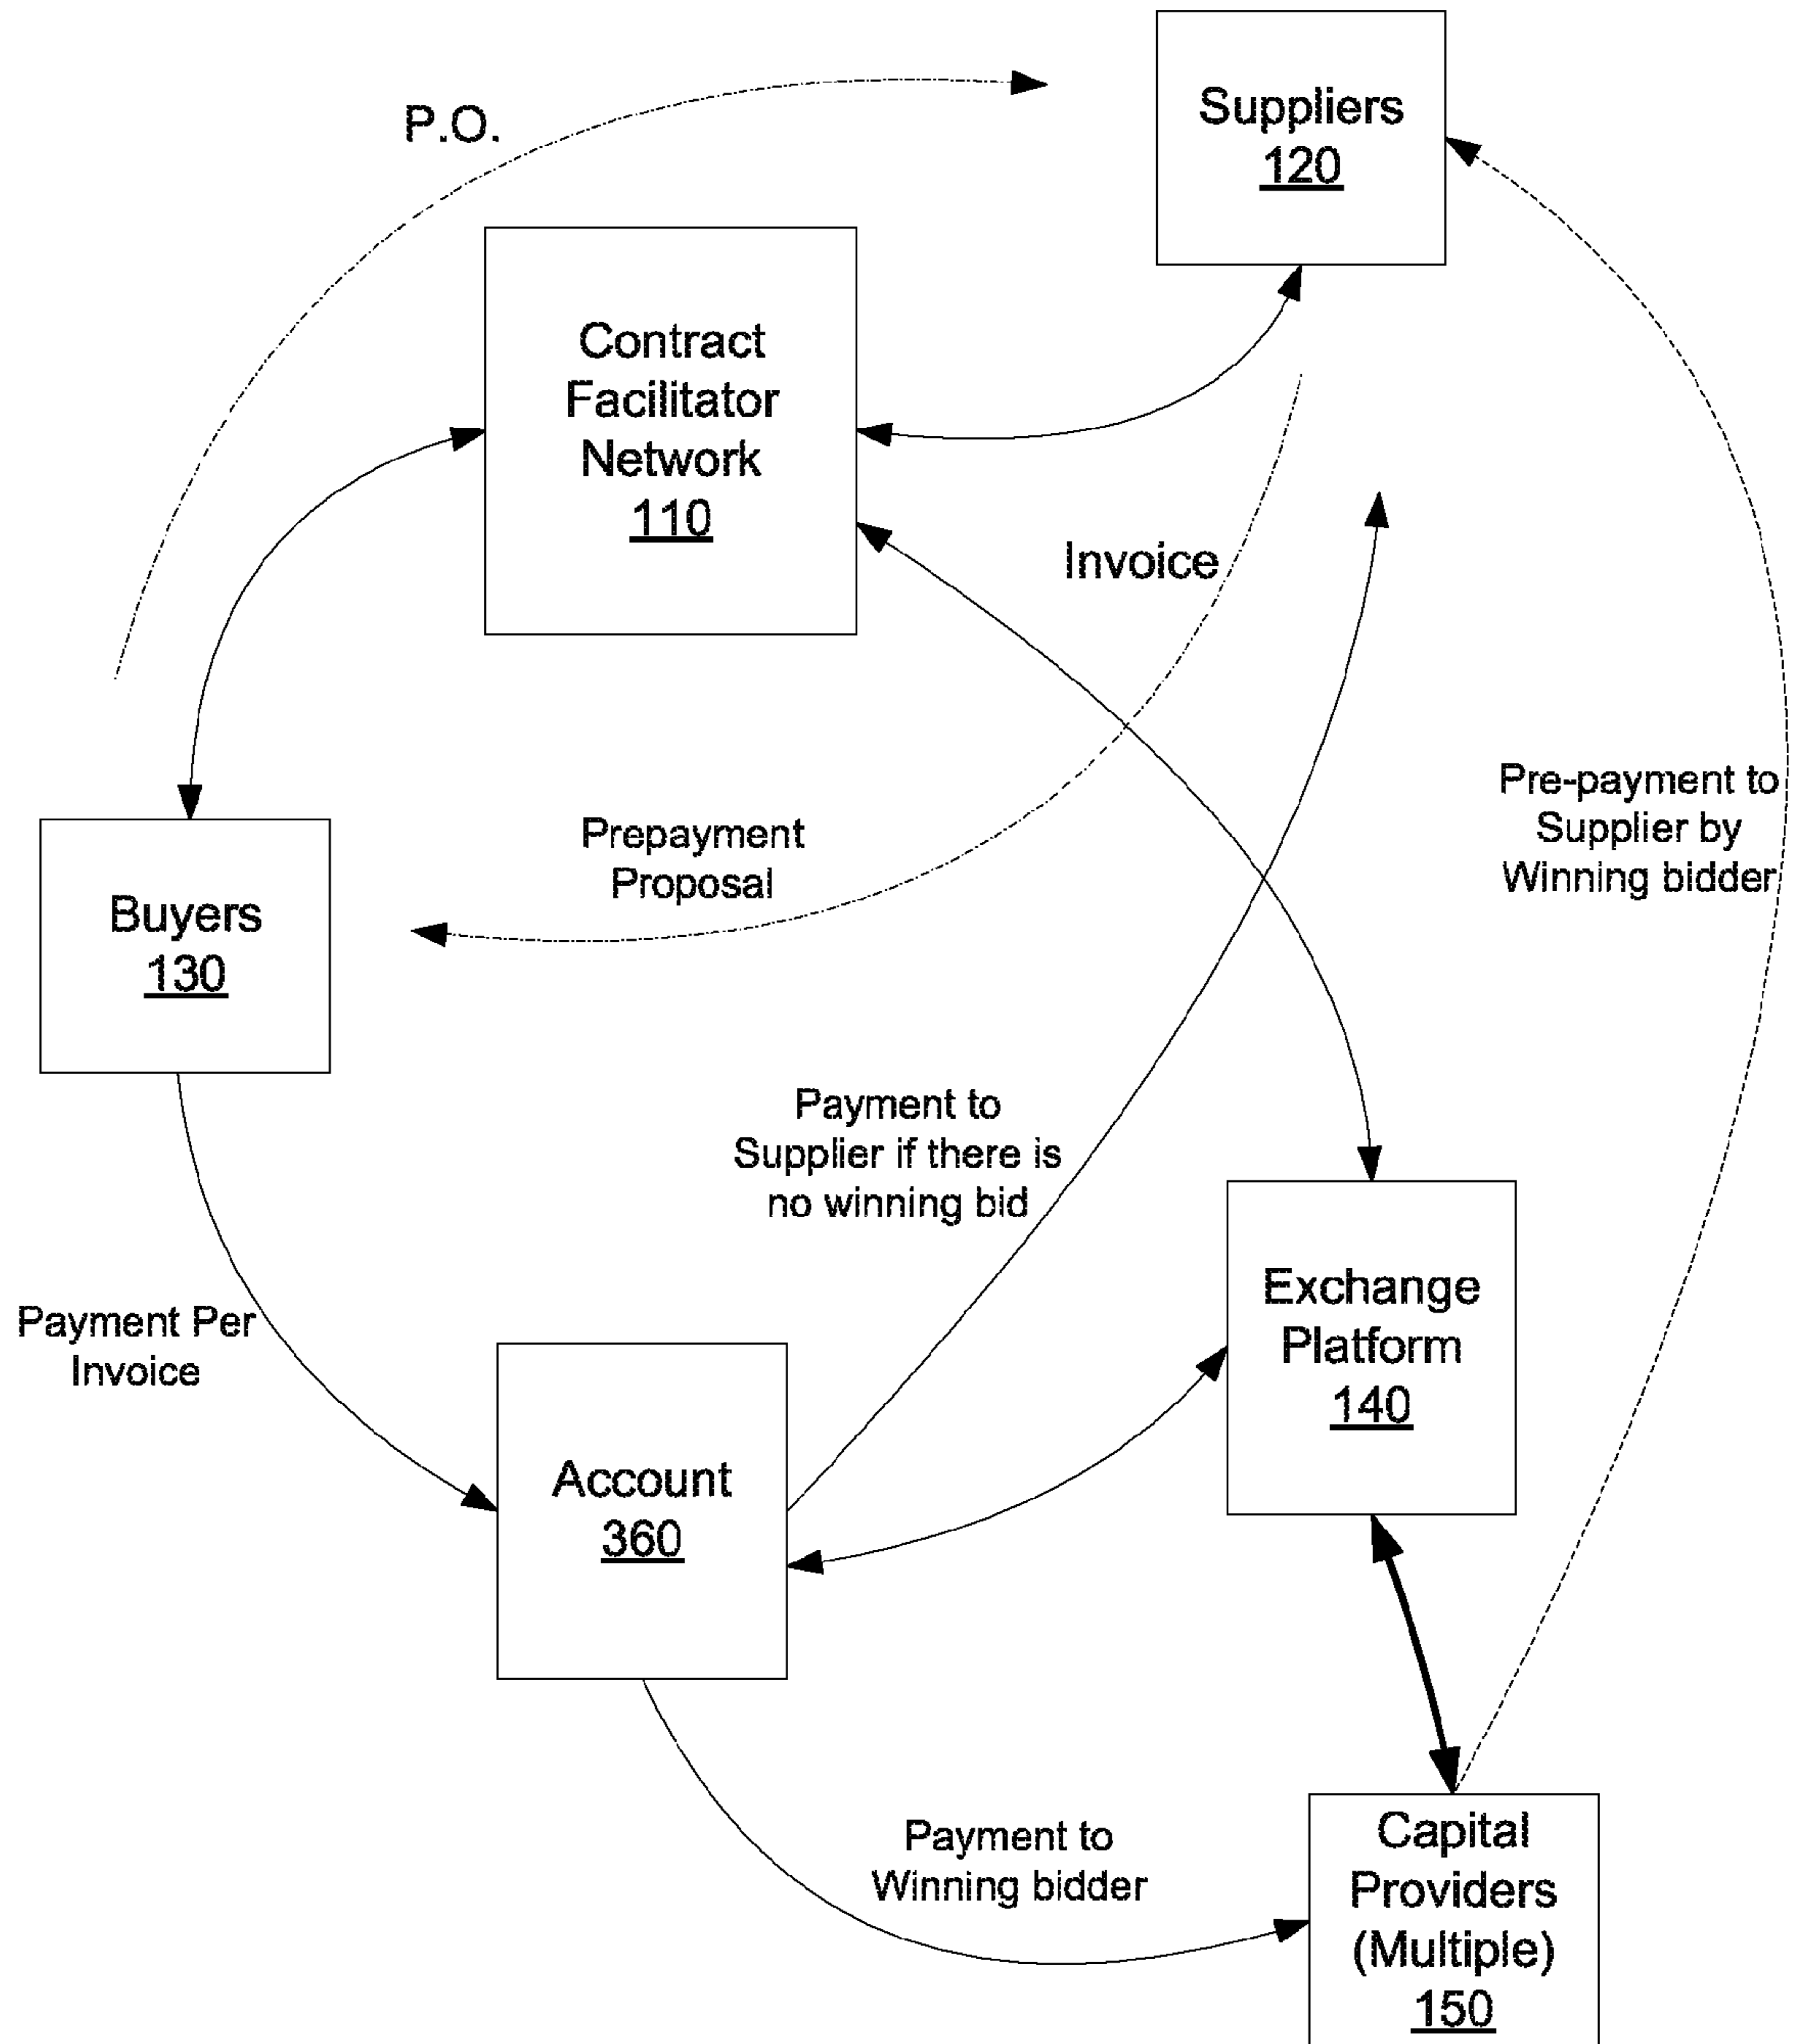 P.O.
Suppliers
120
Contract
Facilitator
Network
110
Invoice
Prepayment
Proposal
Pre-payment to
Supplier by
Winning bidder
Buyers
130
Payment to
Supplier if there is
no winning bid
Exchange
Platform
140
Payment Per
Invoice
Account
360
Payment to
Winning bidder
Capital
Providers
(Multiple)
150